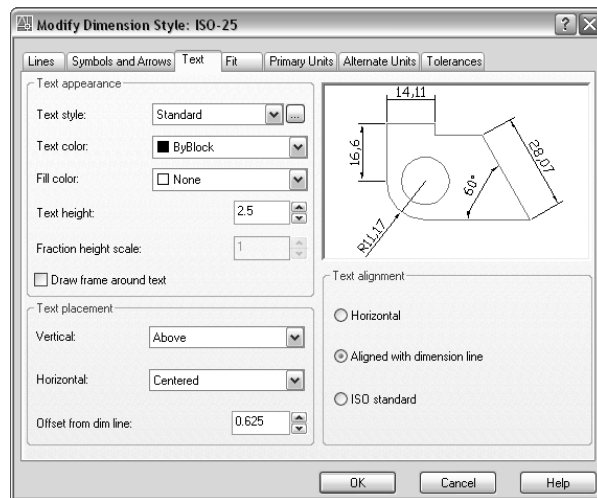 Modify Dimension Style: ISO-25
Lines Symbols and Arrows Text Fit Primary Units Alternate Units Tolerances
Text appearance
Text style: Standard ...
Text color: ByBlock
Fill color: None
Text height: 2.5
Fraction height scale: 1
Draw frame around text
Text placement
Vertical: Above
Horizontal: Centered
Offset from dim line: 0.625
14,11
16,6
28,07
60°
R11,17
Text alignment
Horizontal
Aligned with dimension line
ISO standard
OK Cancel Help